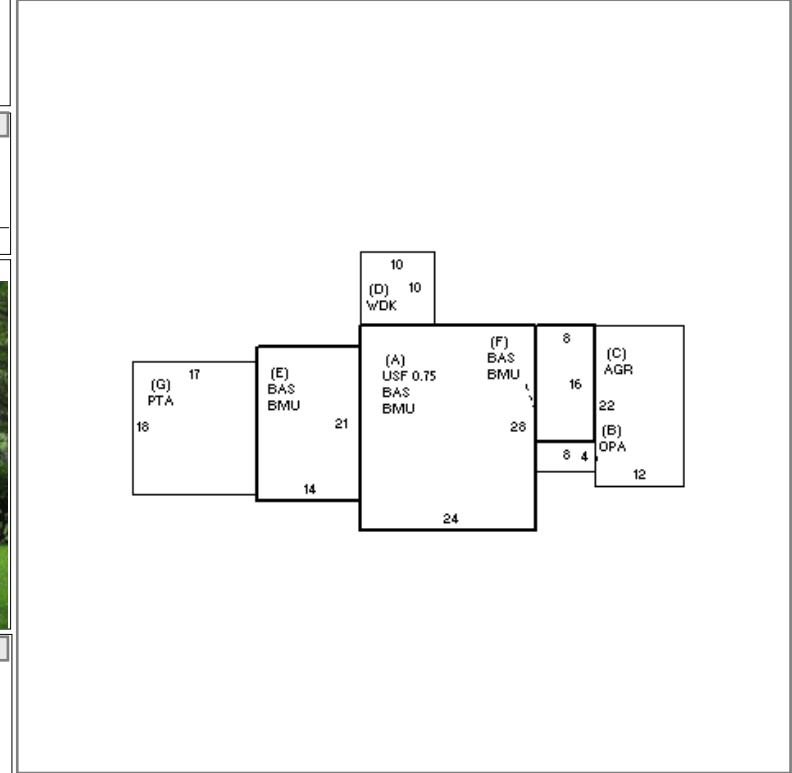 10
(D) 10
WDK
(F)
BAS
BMU
8
16
(C)
AGR
22
(B)
OPA
8 4
12
(A)
USF 0.75
BAS
BMU
28
24
(E)
BAS
BMU
21
14
17
(G)
PTA
18